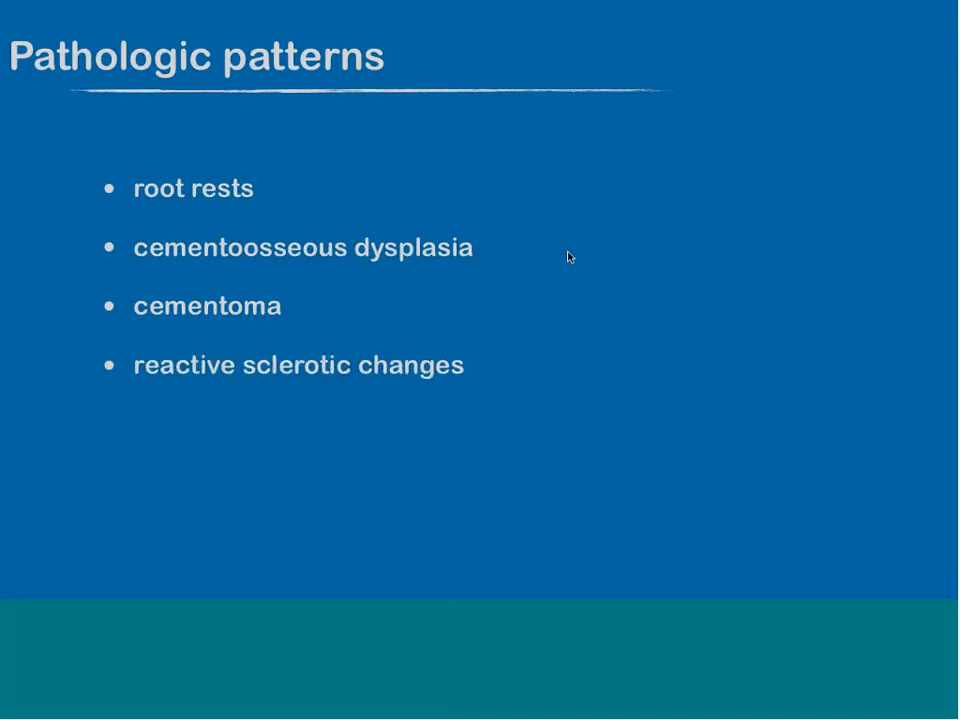 Pathologic patterns
• root rests
• cementoosseous dysplasia
• cementoma
• reactive sclerotic changes